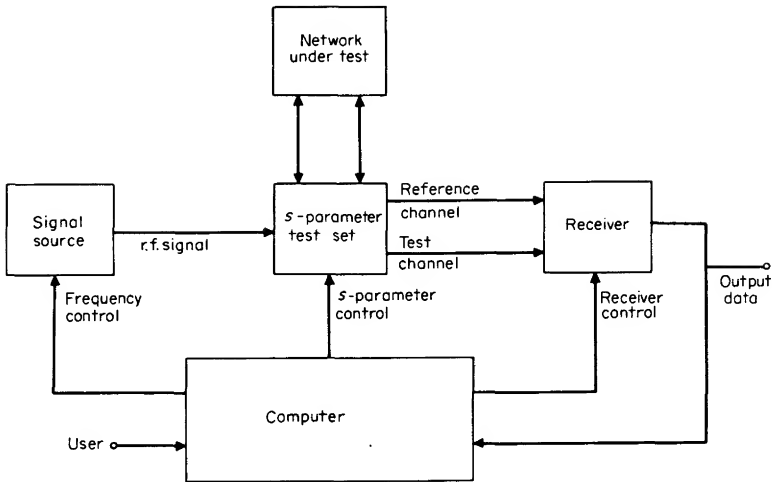 Network
under test
Signal
source
r.f. signal
s-parameter
test set
Reference
channel
Test
channel
Receiver
Output
data
Frequency
control
s-parameter
control
Receiver
control
Computer
User